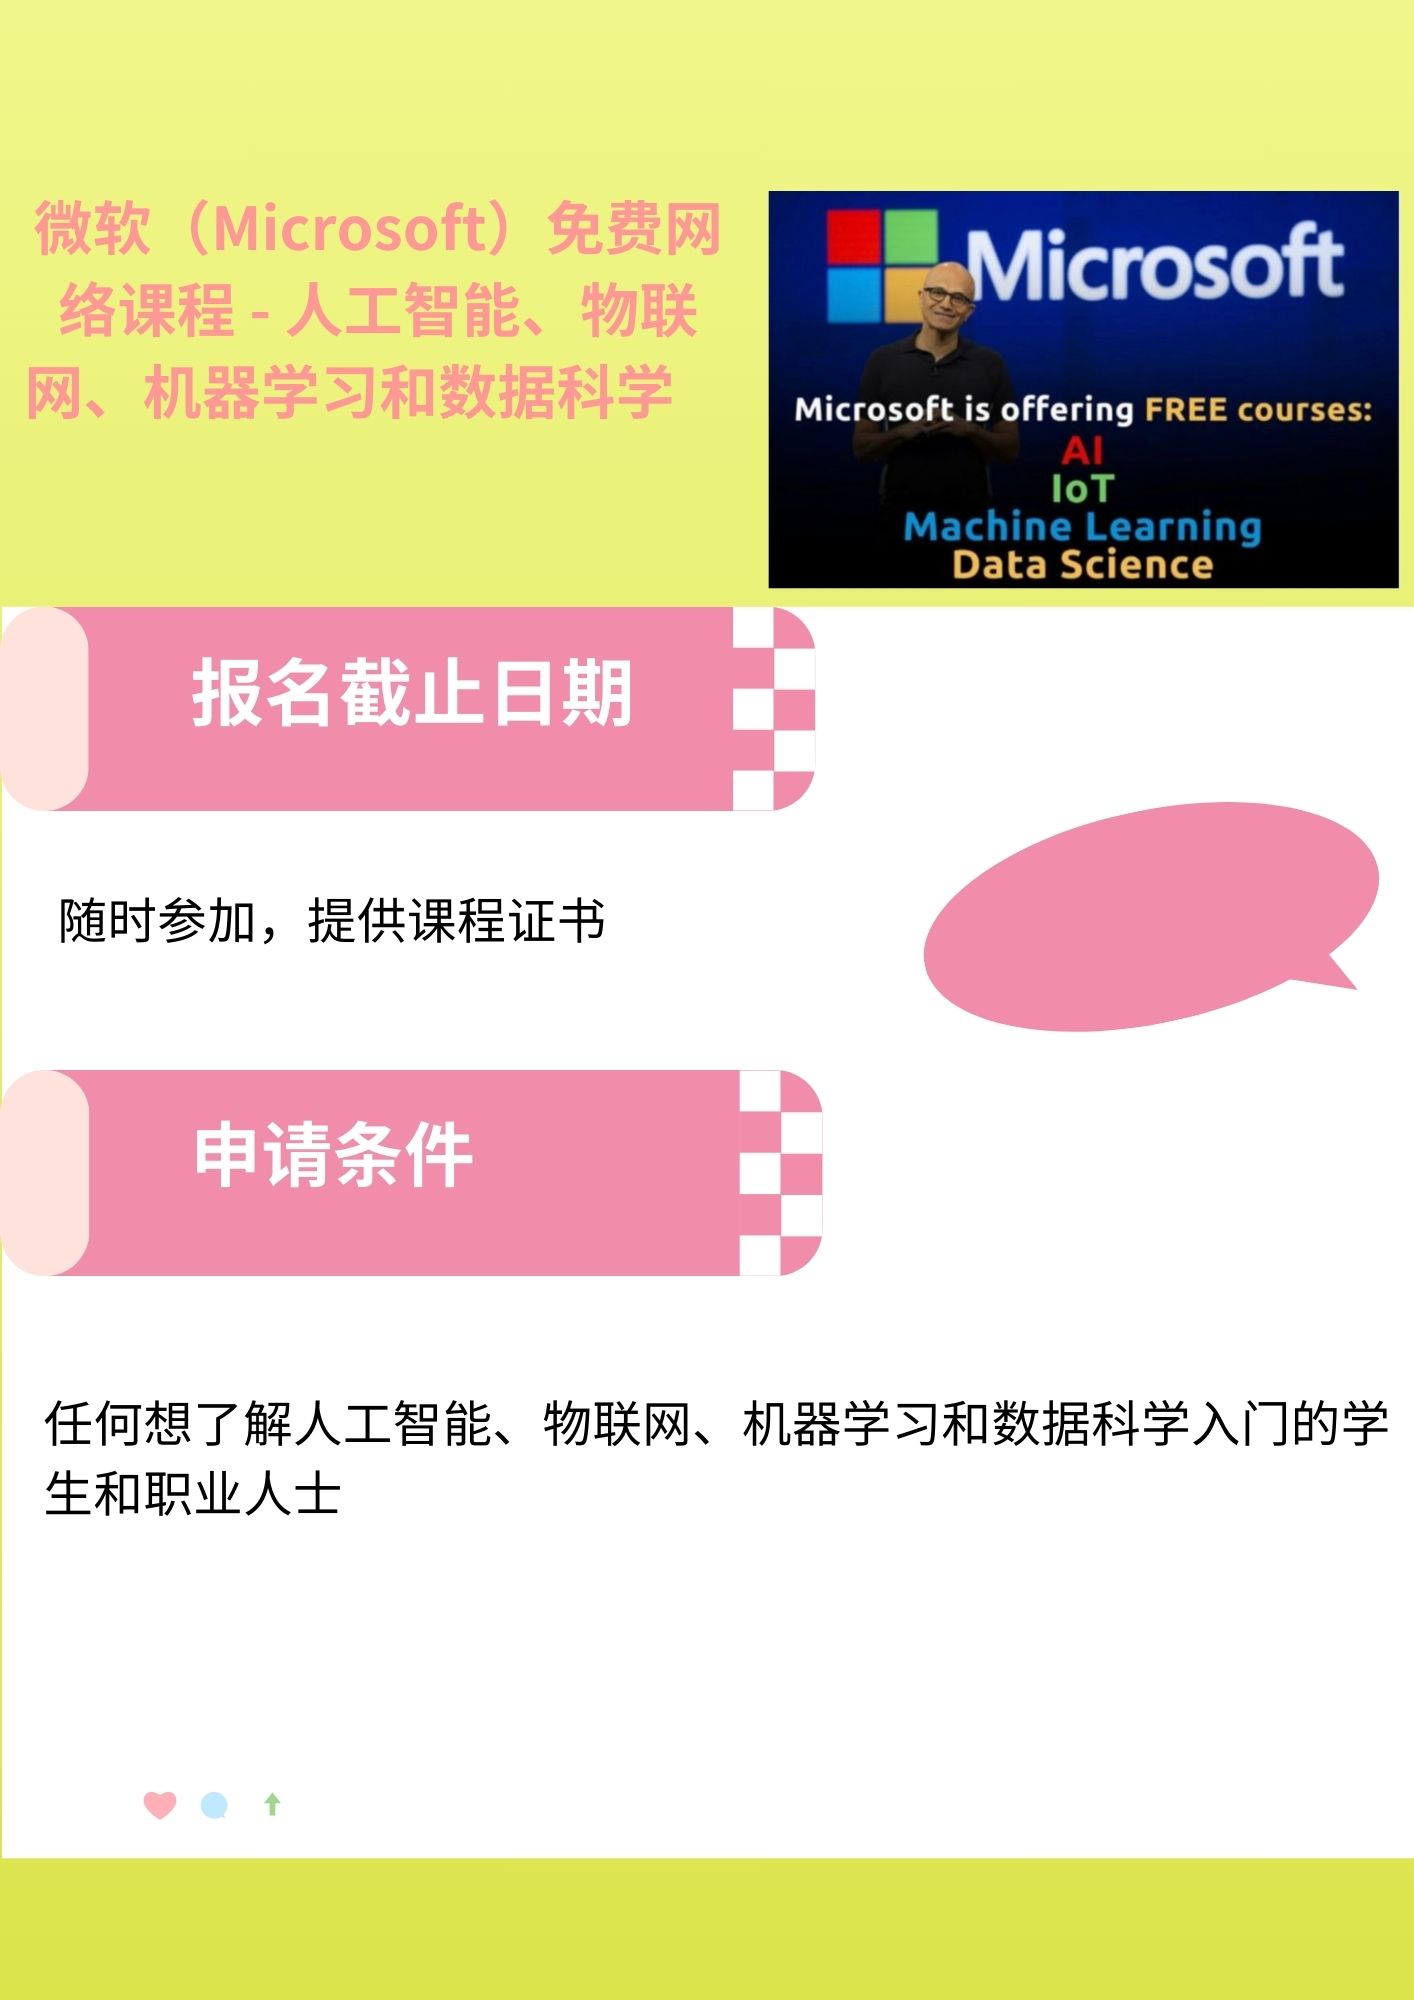 微软（Microsoft）免费网
络课程 - 人工智能、物联
网、机器学习和数据科学
Microsoft
Microsoft is offering FREE courses:
AI
IoT
Machine Learning
Data Science
报名截止日期
随时参加，提供课程证书
申请条件
任何想了解人工智能、物联网、机器学习和数据科学入门的学
生和职业人士